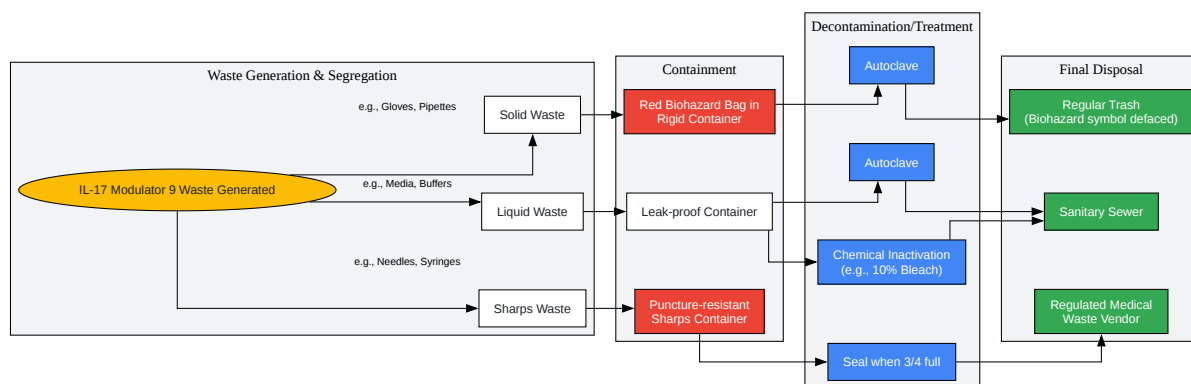 Decontamination/Treatment
Waste Generation & Segregation
Containment
Final Disposal
Autoclave
e.g., Gloves, Pipettes
Solid Waste
Red Biohazard Bag in
Rigid Container
Regular Trash
(Biohazard symbol defaced)
Autoclave
IL-17 Modulator 9 Waste Generated
e.g., Media, Buffers
Liquid Waste
Leak-proof Container
Sanitary Sewer
Chemical Inactivation
(e.g., 10% Bleach)
e.g., Needles, Syringes
Sharps Waste
Puncture-resistant
Sharps Container
Regulated Medical
Waste Vendor
Seal when 3/4 full